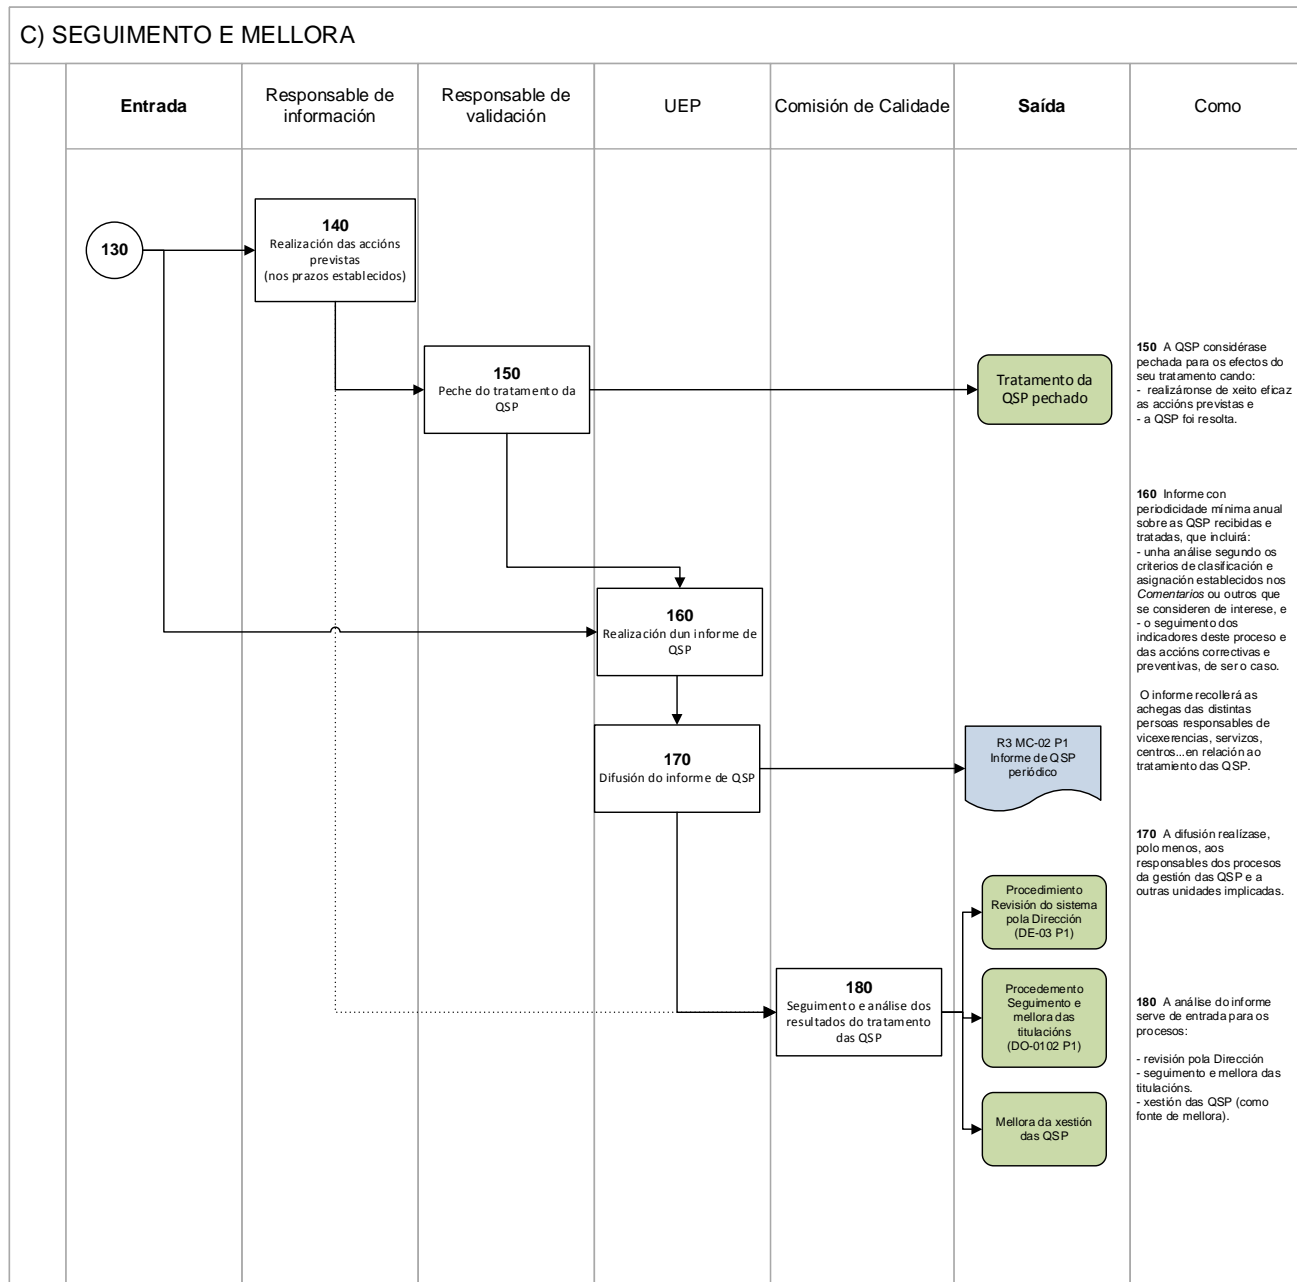 C) SEGUIMENTO E MELLORA
Entrada
Responsable de
información
Responsable de
validación
UEP
Comisión de Calidade
Saída
Como
130
140
Realización das accións
previstas
(nos prazos establecidos)
150
Peche do tratamento da
QSP
Tratamento da
QSP pechado
150 A QSP considérase
pechada para os efectos do
seu tratamento cando:
- realizáronse de xeito eficaz
as accións previstas e
- a QSP foi resolta.
160 Informe con
periodicidade mínima anual
sobre as QSP recibidas e
tratadas, que incluirá:
- unha análise segundo os
criterios de clasificación e
asignación establecidos nos
Comentarios ou outros que
se consideren de interese, e
- o seguimento dos
indicadores deste proceso e
das accións correctivas e
preventivas, de ser o caso.
O informe recollerá as
achegas das distintas
persoas responsables de
vicexerencias, servizos,
centros...en relación ao
tratamiento das QSP.
160
Realización dun informe de
QSP
170
Difusión do informe de QSP
R3 MC-02 P1
Informe de QSP
periódico
170 A difusión realízase,
polo menos, aos
responsables dos procesos
da gestión das QSP e a
outras unidades implicadas.
Procedimiento
Revisión do sistema
pola Dirección
(DE-03 P1)
180
Seguimento e análise dos
resultados do tratamento
das QSP
Procedemento
Seguimento e
mellora das
titulacións
(DO-0102 P1)
Mellora da xestión
das QSP
180 A análise do informe
serve de entrada para os
procesos:
- revisión pola Dirección
- seguimento e mellora das
titulacións.
- xestión das QSP (como
fonte de mellora).